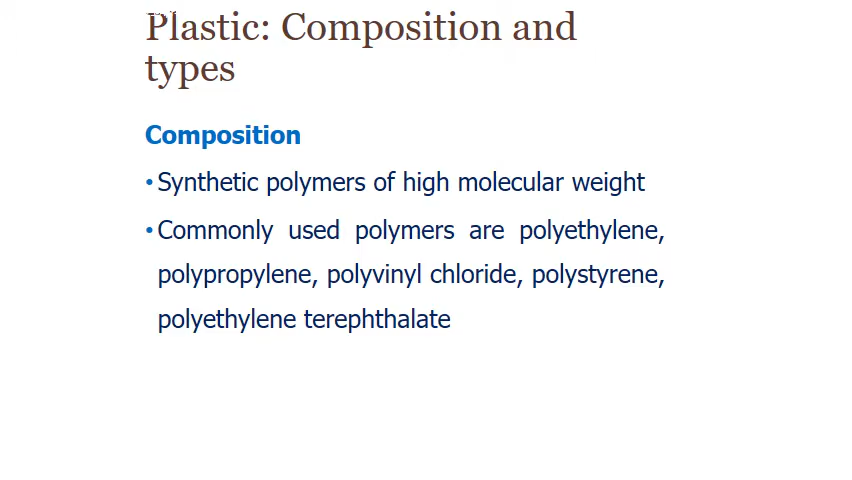 Plastic: Composition and
types
Composition
•Synthetic polymers of high molecular weight
•Commonly used polymers are polyethylene,
polypropylene, polyvinyl chloride, polystyrene,
polyethylene terephthalate